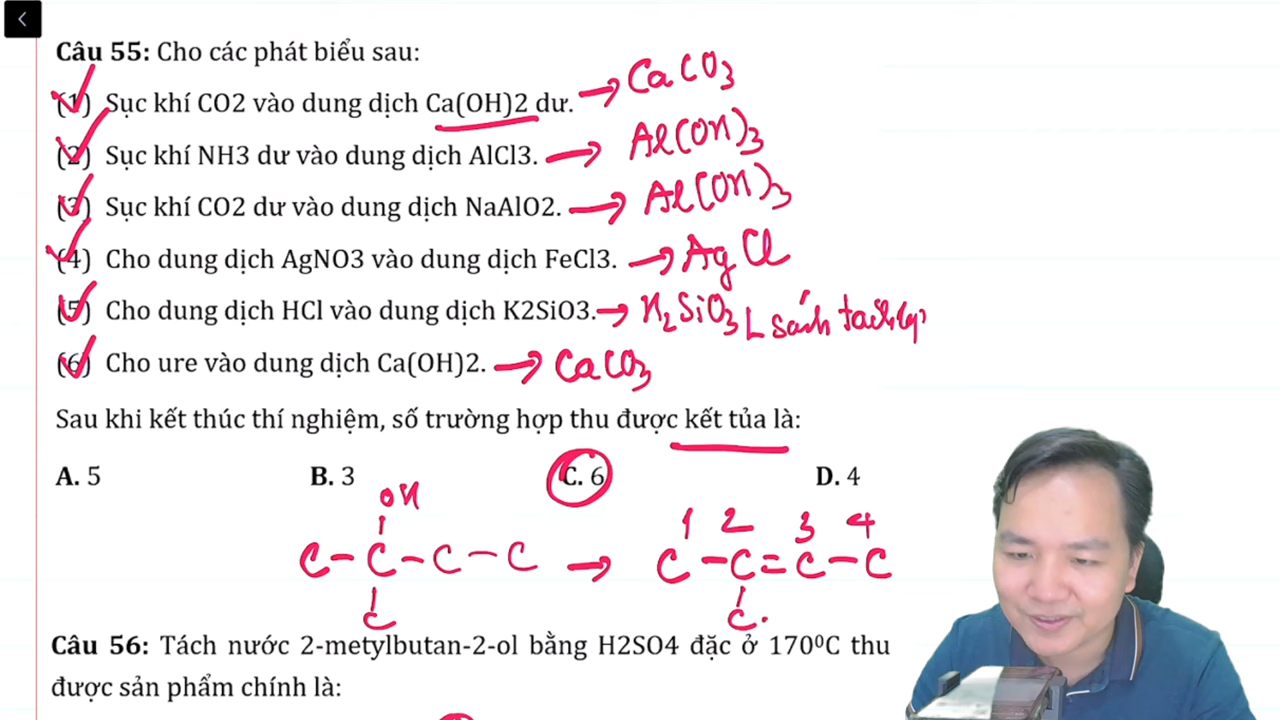 Câu 55: Cho các phát biểu sau:
(1) Sục khí CO2 vào dung dịch Ca(OH)2 dư. → CaCO3
(2) Sục khí NH3 dư vào dung dịch AlCl3. → Al(OH)3
(3) Sục khí CO2 dư vào dung dịch NaAlO2. → Al(OH)3
(4) Cho dung dịch AgNO3 vào dung dịch FeCl3. → AgCl
(5) Cho dung dịch HCl vào dung dịch K2SiO3. → H2SiO3
(6) Cho ure vào dung dịch Ca(OH)2. → CaCO3
Sau khi kết thúc thí nghiệm, số trường hợp thu được kết tủa là:
A. 5 B. 3 C. 6 D. 4
OH
1 2 3 4
C-C-C-C → C-C=C-C
C C.
Câu 56: Tách nước 2-metylbutan-2-ol bằng H2SO4 đặc ở 170⁰C thu
được sản phẩm chính là: